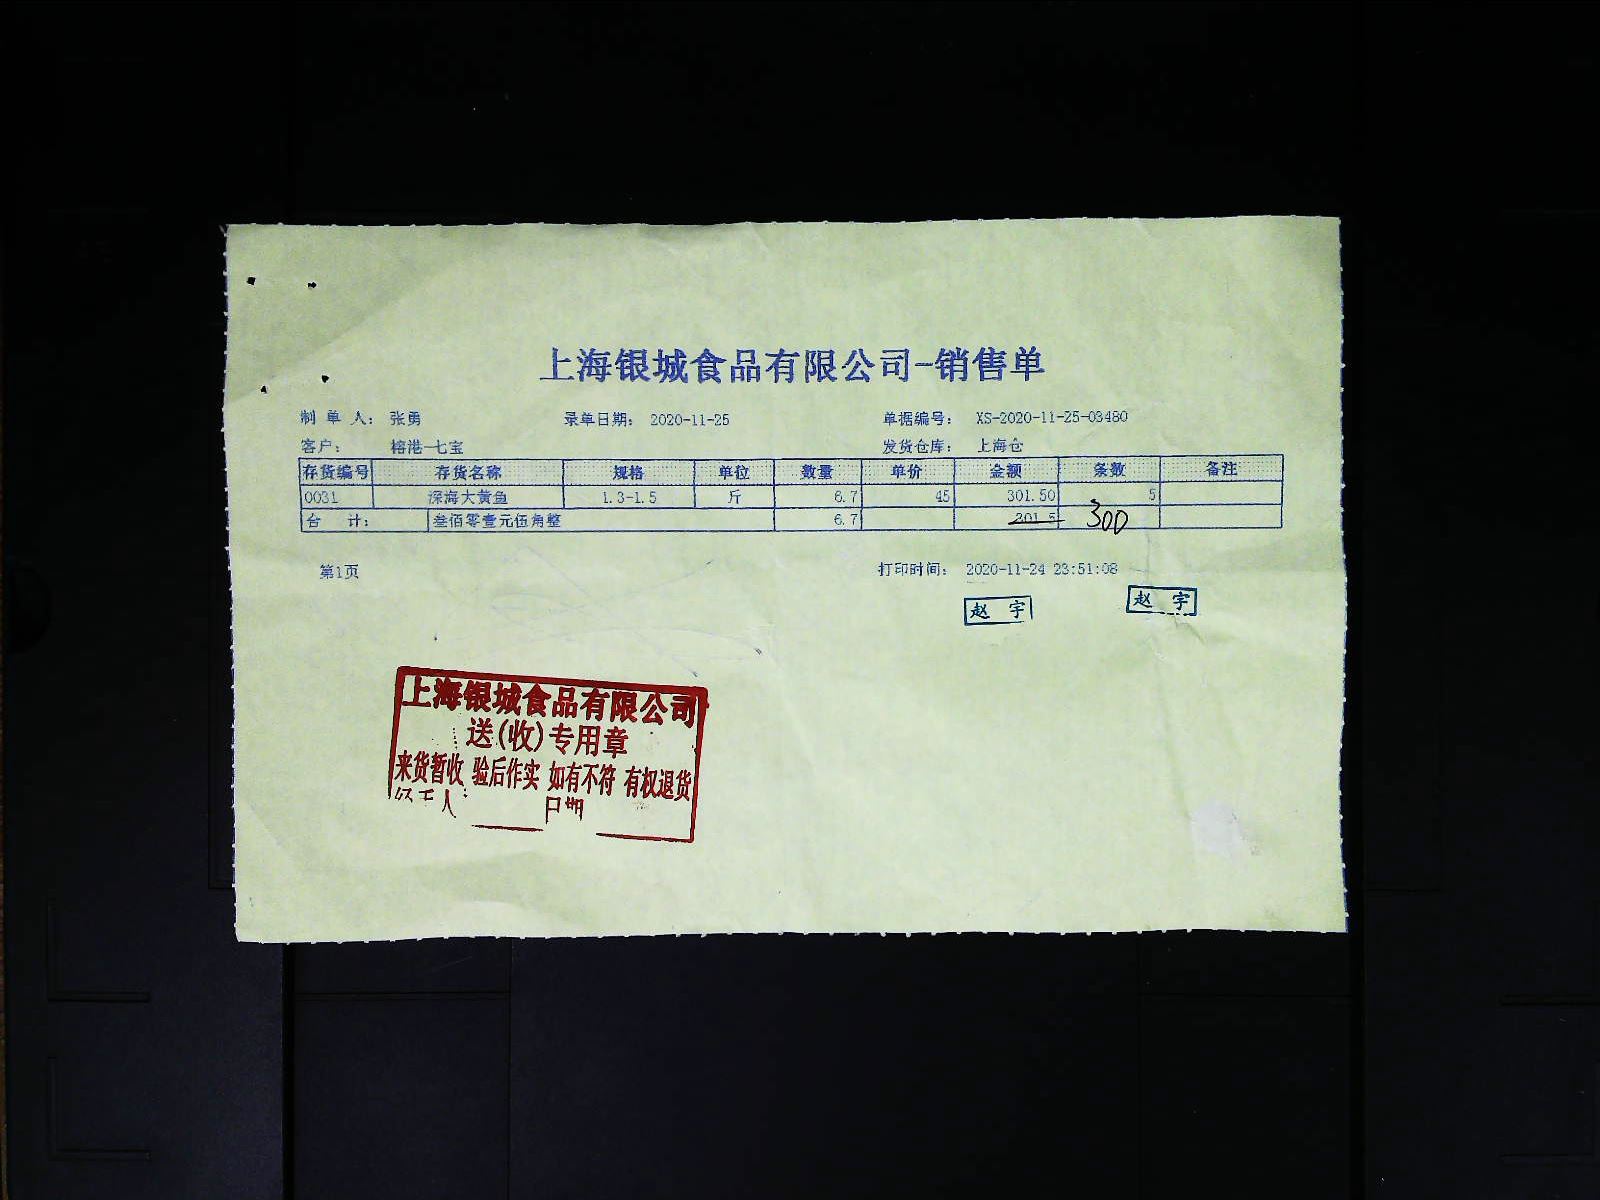 上海银城食品有限公司-销售单
制 单 人： 张勇 录单日期： 2020-11-25 单据编号： XS-2020-11-25-03480
客户： 榕港一七宝 发货仓库： 上海仓
存货编号 存货名称 规格 单位 数量 单价 金额 条数 备注
0031 深海大黄鱼 1.3-1.5 斤 6.7 45 301.50 5
合 计： 叁佰零壹元伍角整 6.7 301.5 300
第1页 打印时间： 2020-11-24 23:51:08
赵 宇 赵 宇
上海银城食品有限公司
送(收)专用章
来货暂收 验后作实 如有不符 有权退货
日期